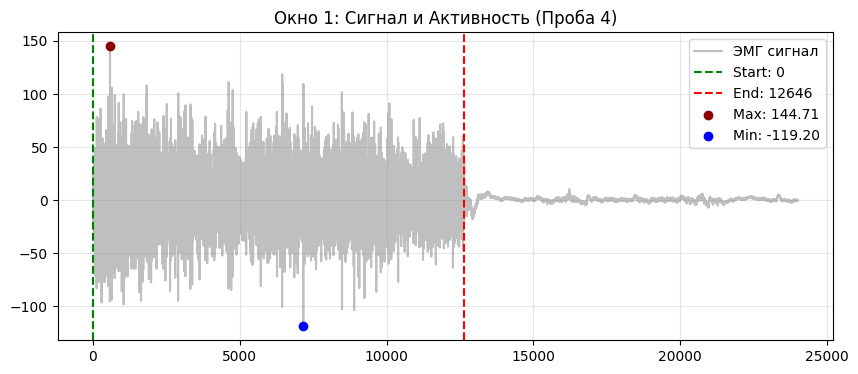 Окно 1: Сигнал и Активность (Проба 4)
150
100
50
0
−50
−100
0
5000
10000
15000
20000
25000
ЭМГ сигнал
Start: 0
End: 12646
Max: 144.71
Min: -119.20